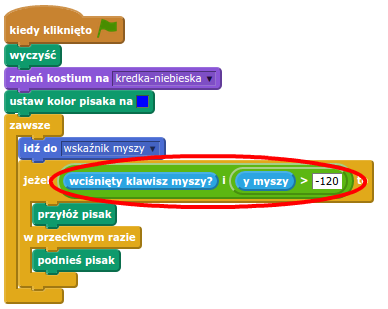 kiedy kliknięto
wyczyść
zmień kostium na kredka-niebieska
ustaw kolor pisaka na
zawsze
idź do wskaźnik myszy
jeżeli wciśnięty klawisz myszy? i y myszy > -120 to
przyłóż pisak
w przeciwnym razie
podnieś pisak